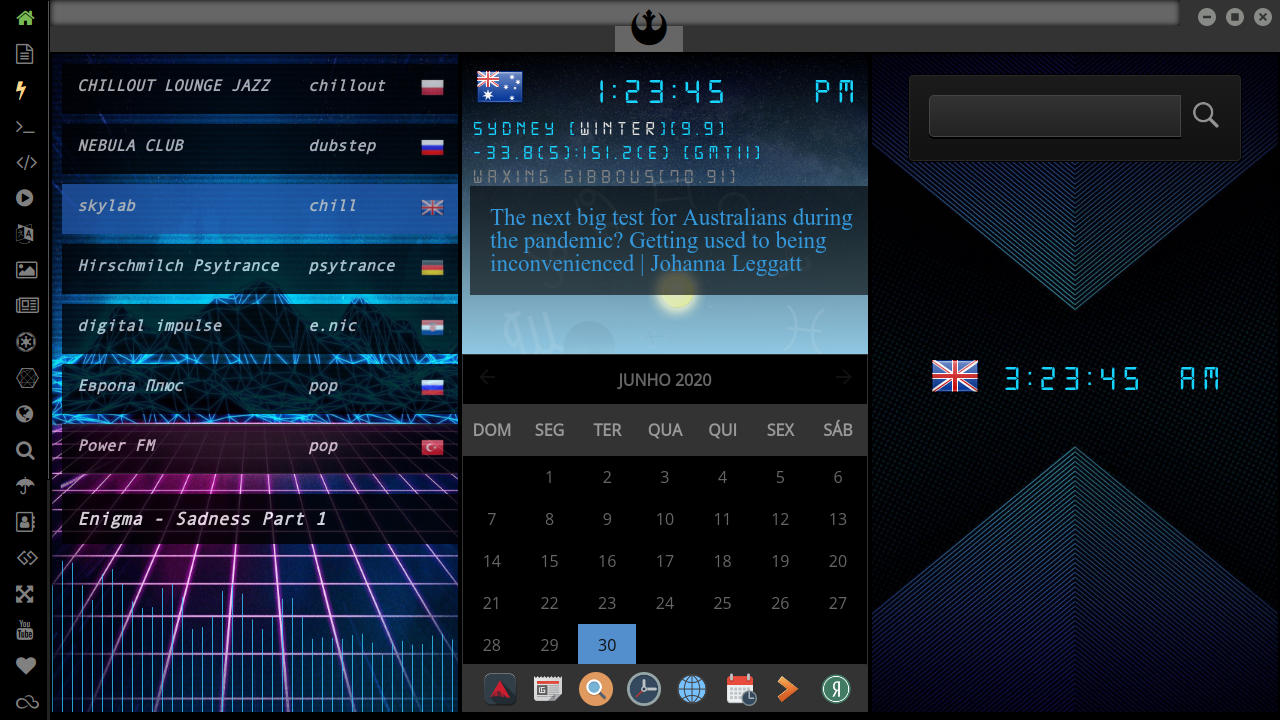 CHILLOUT LOUNGE JAZZ chillout
NEBULA CLUB dubstep
skylab chill
Hirschmilch Psytrance psytrance
digital impulse e.nic
Европа Плюс pop
Power FM pop
Enigma - Sadness Part 1
1:23:45 PM
SYDNEY [WINTER][9.9]
-33.8(S):151.2(E) [GMT11]
WAXING GIBBOUS[70.91]
The next big test for Australians during
the pandemic? Getting used to being
inconvenienced | Johanna Leggatt
JUNHO 2020
DOM SEG TER QUA QUI SEX SÁB
1 2 3 4 5 6
7 8 9 10 11 12 13
14 15 16 17 18 19 20
21 22 23 24 25 26 27
28 29 30
3:23:45 AM
You
Tube
Я